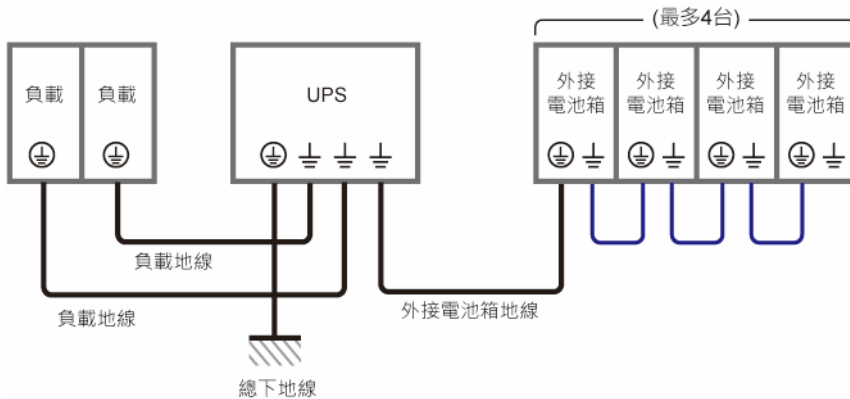 (最多4台)
負載
負載
UPS
外接
電池箱
外接
電池箱
外接
電池箱
外接
電池箱
負載地線
負載地線
外接電池箱地線
總下地線